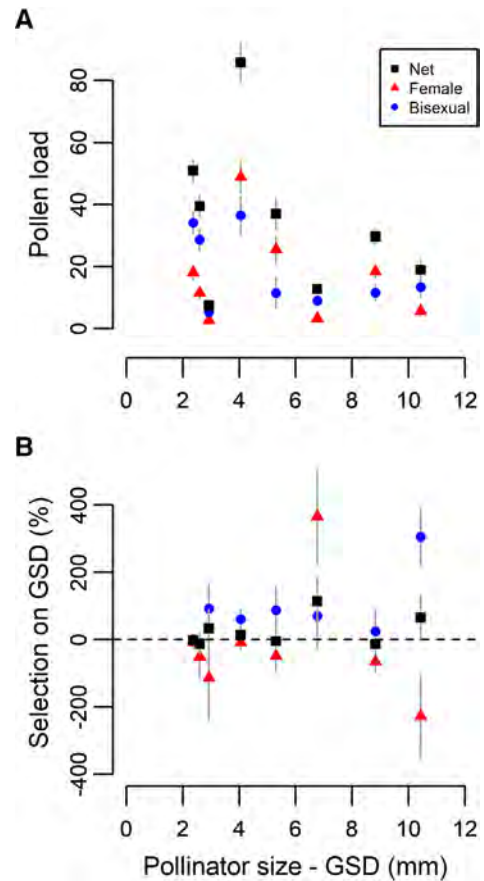 A
Net
Female
Bisexual
Pollen load
80
60
40
20
0
0 2 4 6 8 10 12
B
Selection on GSD (%)
400
200
0
-200
-400
0 2 4 6 8 10 12
Pollinator size - GSD (mm)